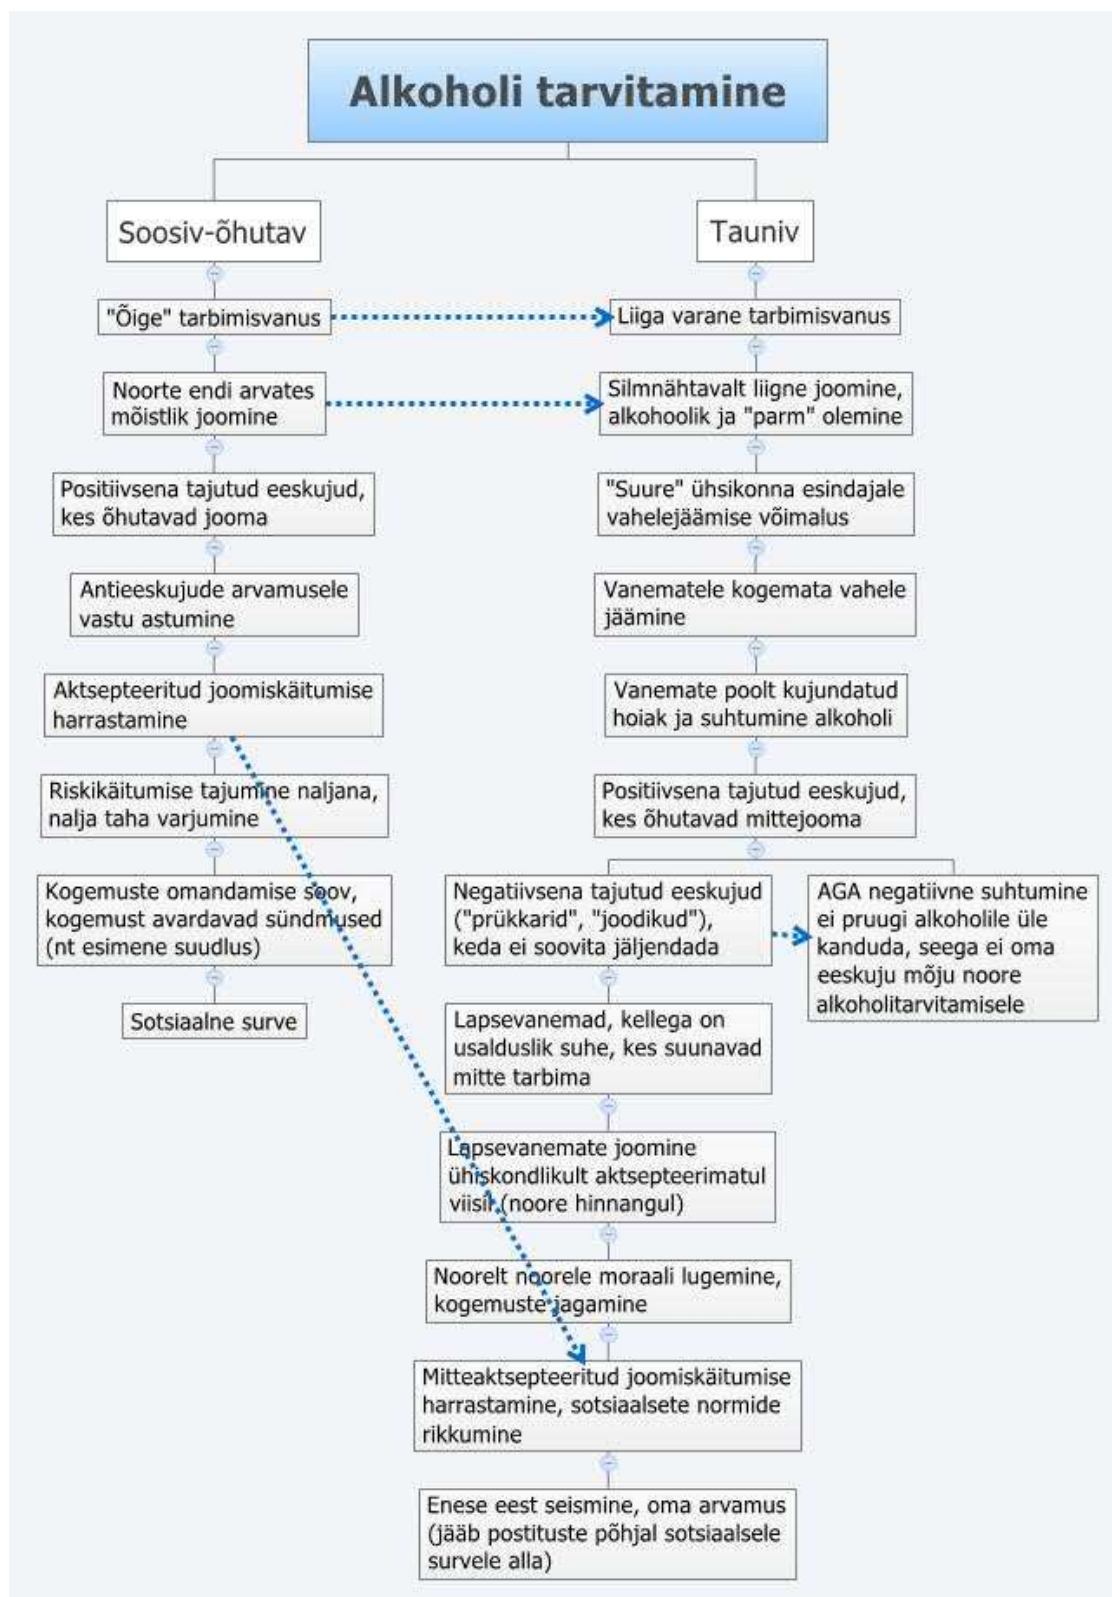 Alkoholi tarvitamine
Soosiv-õhutav
"Õige" tarbimisvanus
Noorte endi arvates
mõistlik joomine
Positiivsena tajutud eeskujud,
kes õhutavad jooma
Antieeskujude arvamusele
vastu astumine
Aktsepteeritud joomiskäitumise
harrastamine
Riskikäitumise tajumine naljana,
nalja taha varjumine
Kogemuste omandamise soov,
kogemust avardavad sündmused
(nt esimene suudlus)
Sotsiaalne surve
Tauniv
Liiga varane tarbimisvanus
Silmnähtavalt liigne joomine,
alkohoolik ja "parm" olemine
"Suure" ühsikonna esindajale
vahelejäämise võimalus
Vanematele kogemata vahele
jäämine
Vanemate poolt kujundatud
hoiak ja suhtumine alkoholi
Positiivsena tajutud eeskujud,
kes õhutavad mittejooma
Negatiivsena tajutud eeskujud
("prükkarid", "joodikud"),
keda ei soovita jäljendada
AGA negatiivne suhtumine
ei pruugi alkoholile üle
kanduda, seega ei oma
eeskuju mõju noore
alkoholitarvitamisele
Lapsevanemad, kellega on
usalduslik suhe, kes suunavad
mitte tarbima
Lapsevanemate joomine
ühiskondlikult aktsepteerimatul
viisil (noore hinnangul)
Noorelt noorele moraali lugemine,
kogemuste jagamine
Mitteaktsepteeritud joomiskäitumise
harrastamine, sotsiaalsete normide
rikkumine
Enese eest seismine, oma arvamus
(jääb postituste põhjal sotsiaalsele
survele alla)